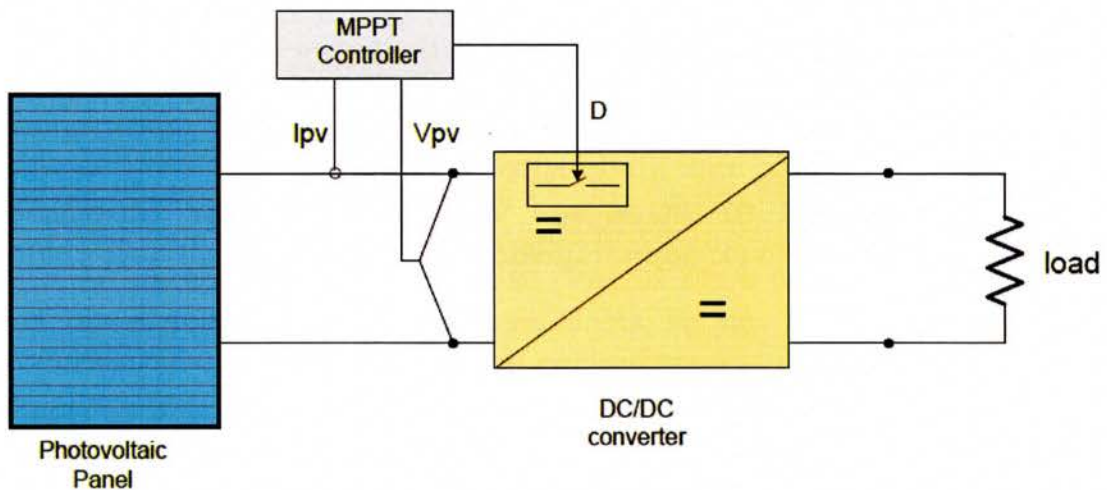 MPPT
Controller
Ipv
Vpv
D
load
DC/DC
converter
Photovoltaic
Panel